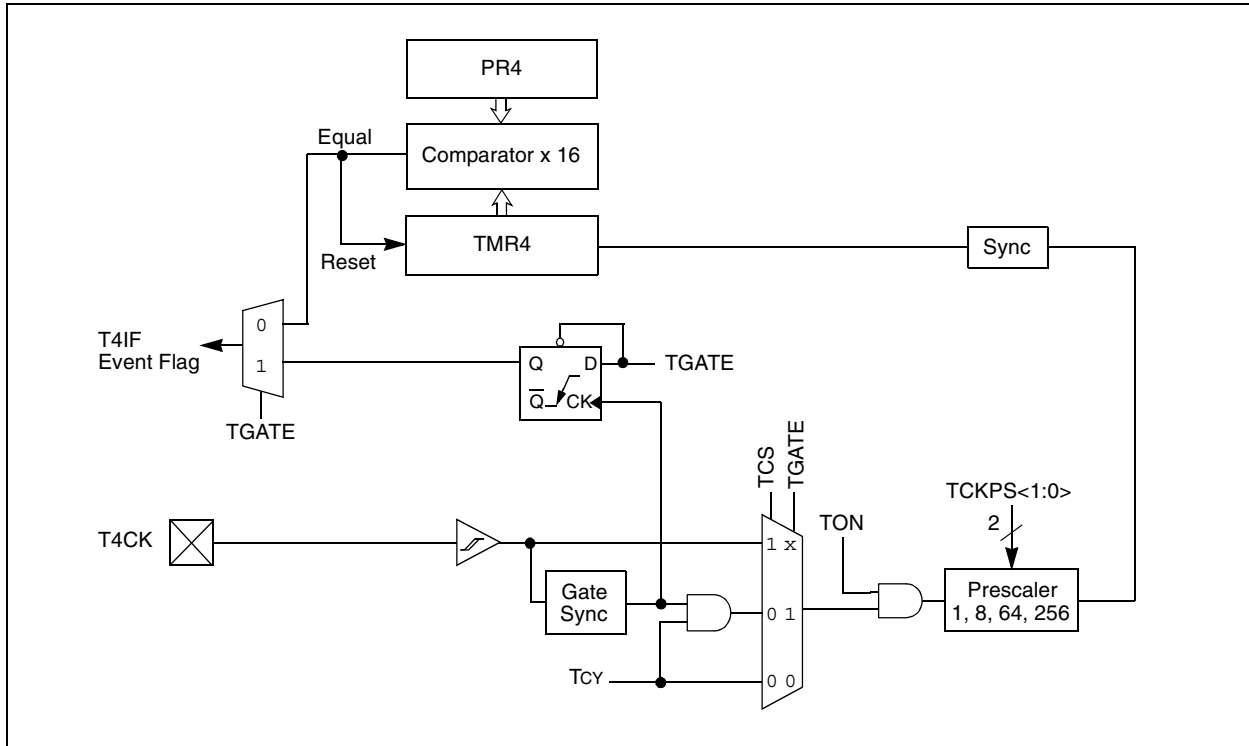 PR4
Equal
Comparator x 16
Reset
TMR4
Sync
T4IF
Event Flag
0
1
Q
D
Q̅
CK
TGATE
TGATE
TCS
TGATE
TCKPS<1:0>
2
TON
T4CK
1 x
Gate
Sync
0 1
Prescaler
1, 8, 64, 256
TCY
0 0